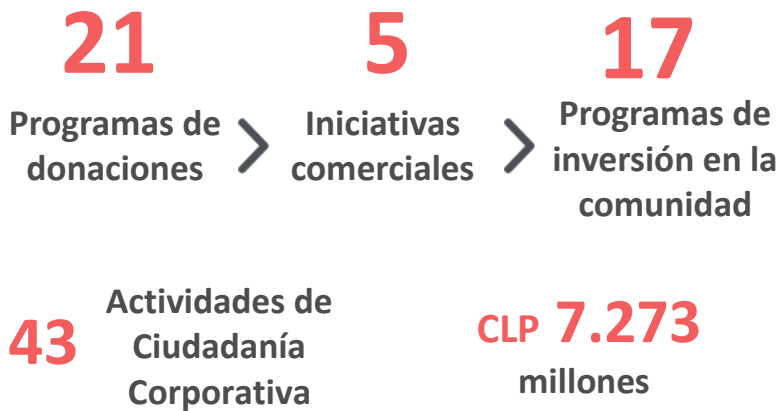 21
Programas de
donaciones
5
Iniciativas
comerciales
17
Programas de
inversión en la
comunidad
43
Actividades de
Ciudadanía
Corporativa
CLP 7.273
millones